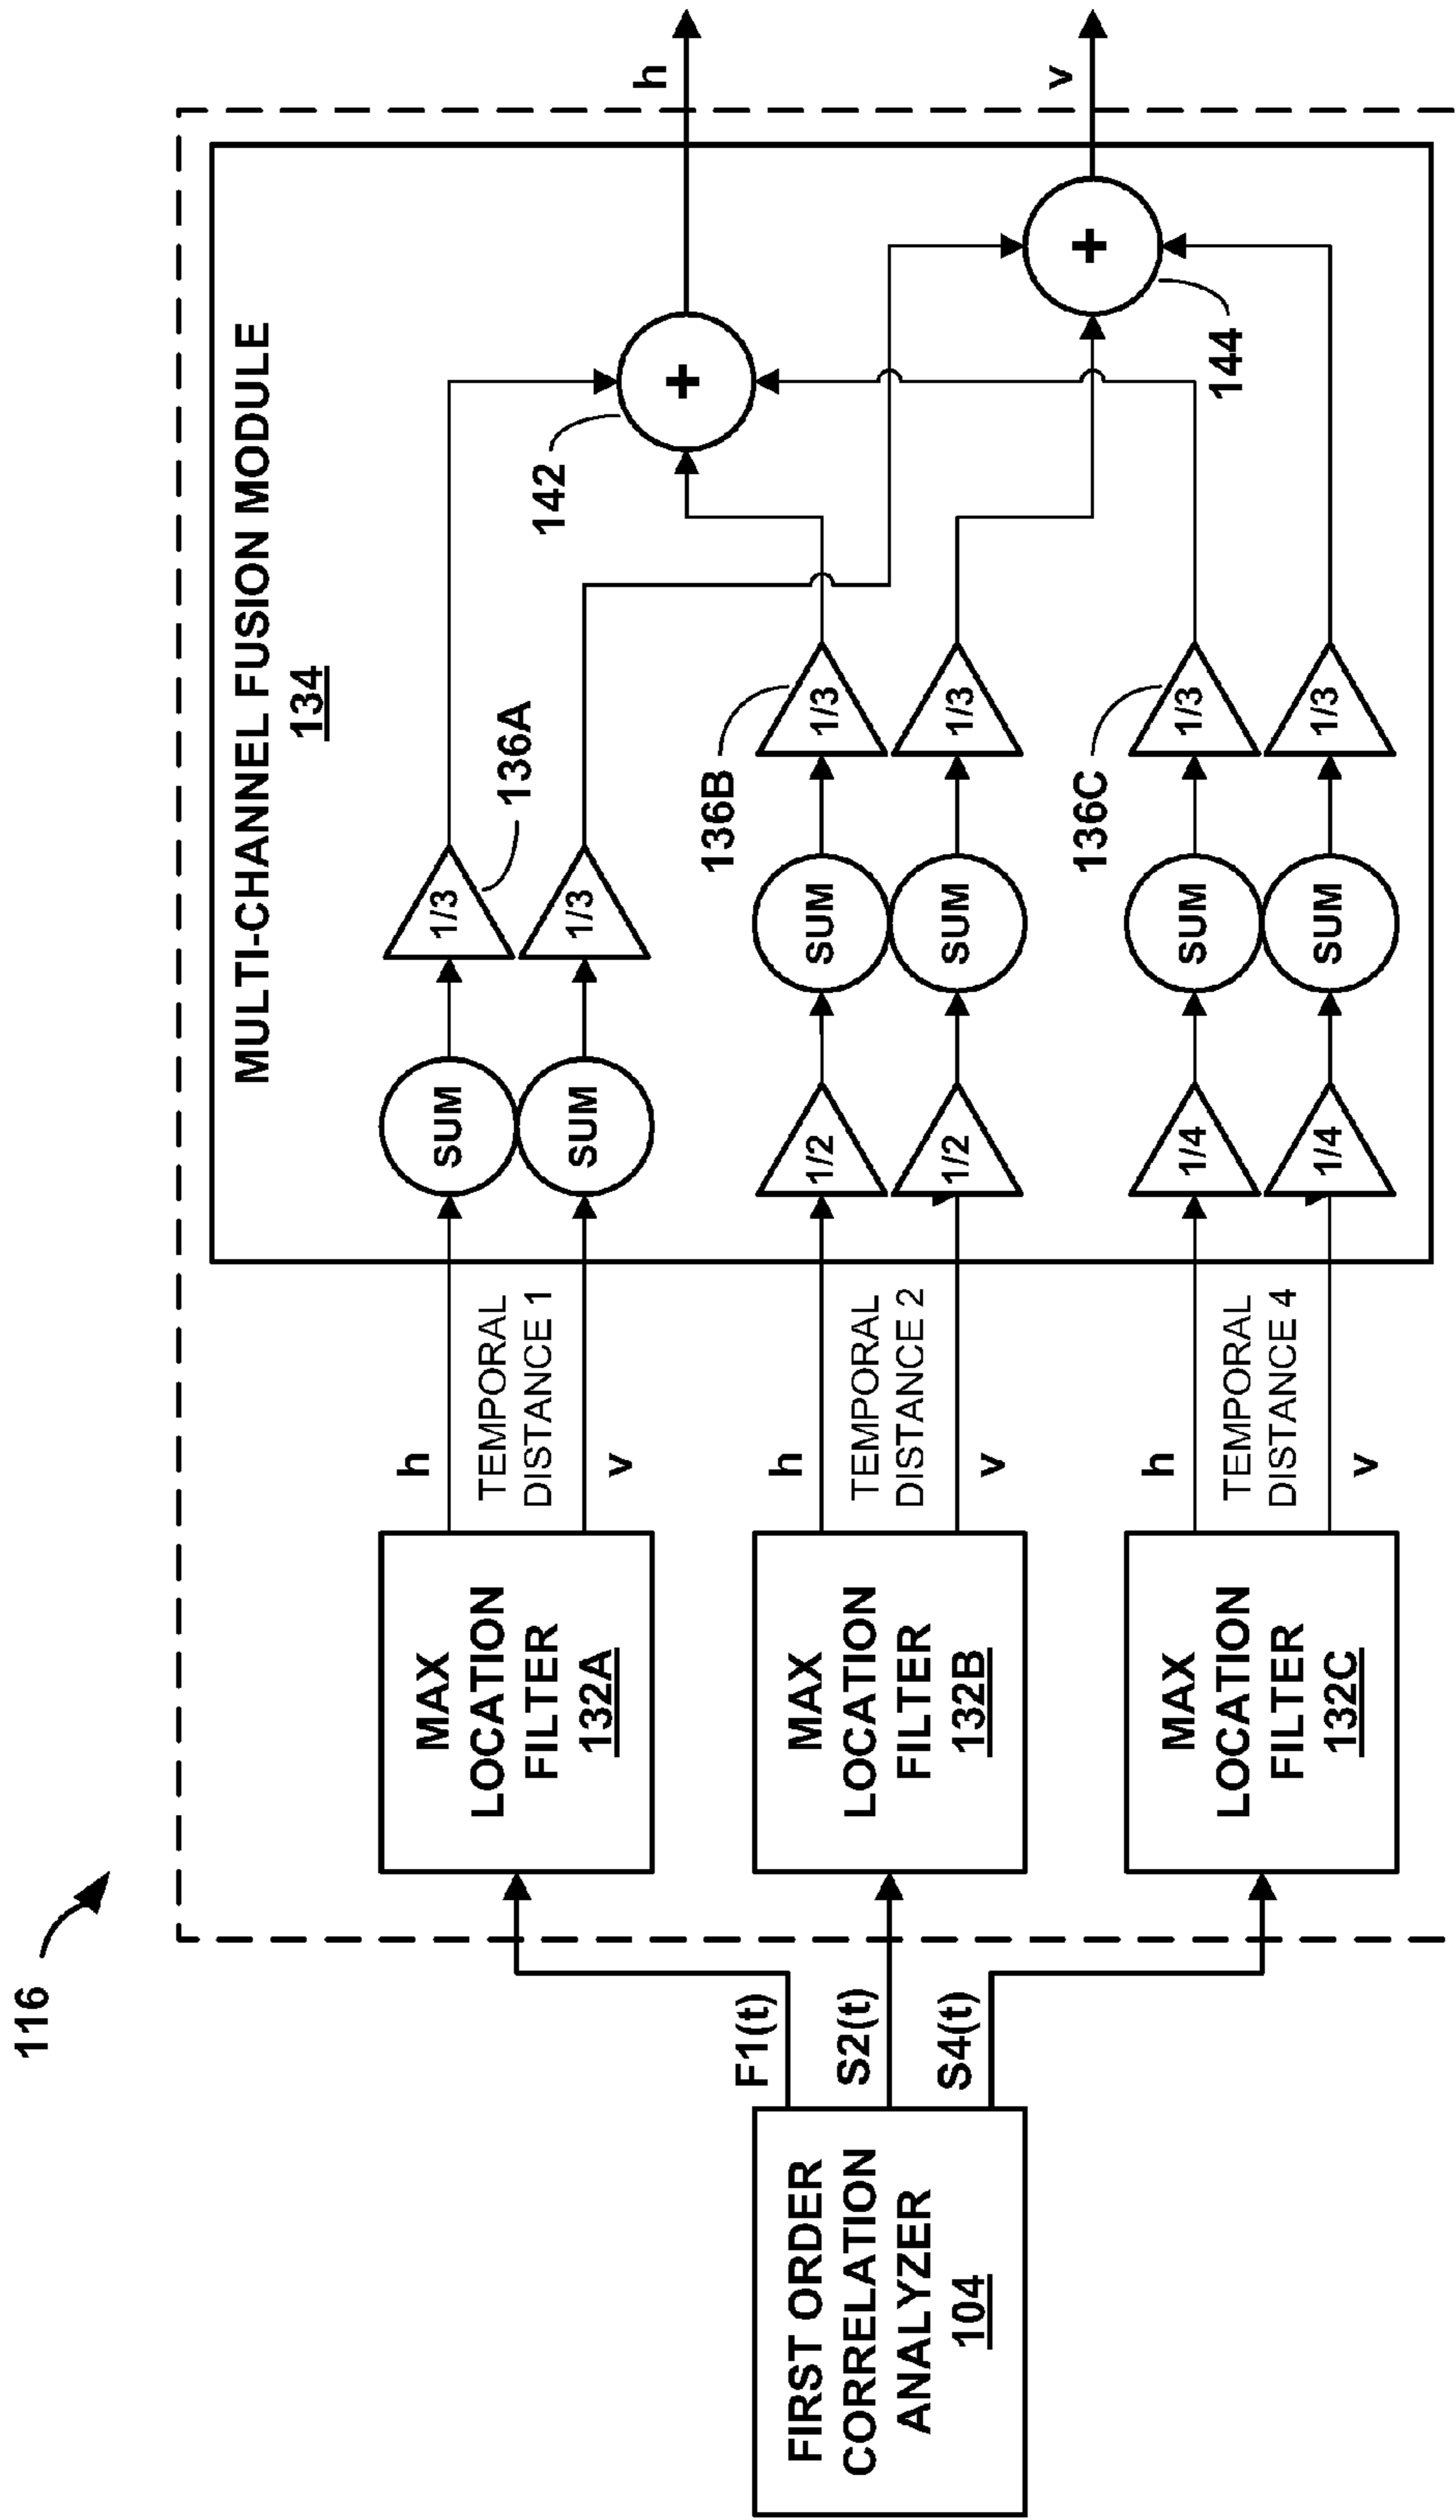 116
FIRST ORDER
CORRELATION
ANALYZER
104
F1(t)
S2(t)
S4(t)
MAX
LOCATION
FILTER
132A
MAX
LOCATION
FILTER
132B
MAX
LOCATION
FILTER
132C
h
TEMPORAL
DISTANCE 1
v
h
TEMPORAL
DISTANCE 2
v
h
TEMPORAL
DISTANCE 4
v
MULTI-CHANNEL FUSION MODULE
134
SUM
SUM
1/3
1/3
136A
1/2
1/2
SUM
SUM
136B
1/3
1/3
1/4
1/4
SUM
SUM
136C
1/3
1/3
142
+
144
+
h
v